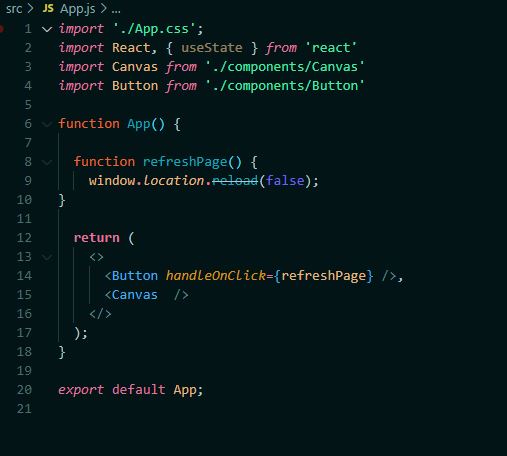 src > JS App.js > ...
1 import './App.css';
2 import React, { useState } from 'react'
3 import Canvas from './components/Canvas'
4 import Button from './components/Button'
5
6 function App() {
7
8   function refreshPage() {
9     window.location.reload(false);
10 }
11
12   return (
13     <>
14       <Button handleOnClick={refreshPage} />,
15       <Canvas  />
16     </>
17   );
18 }
19
20 export default App;
21